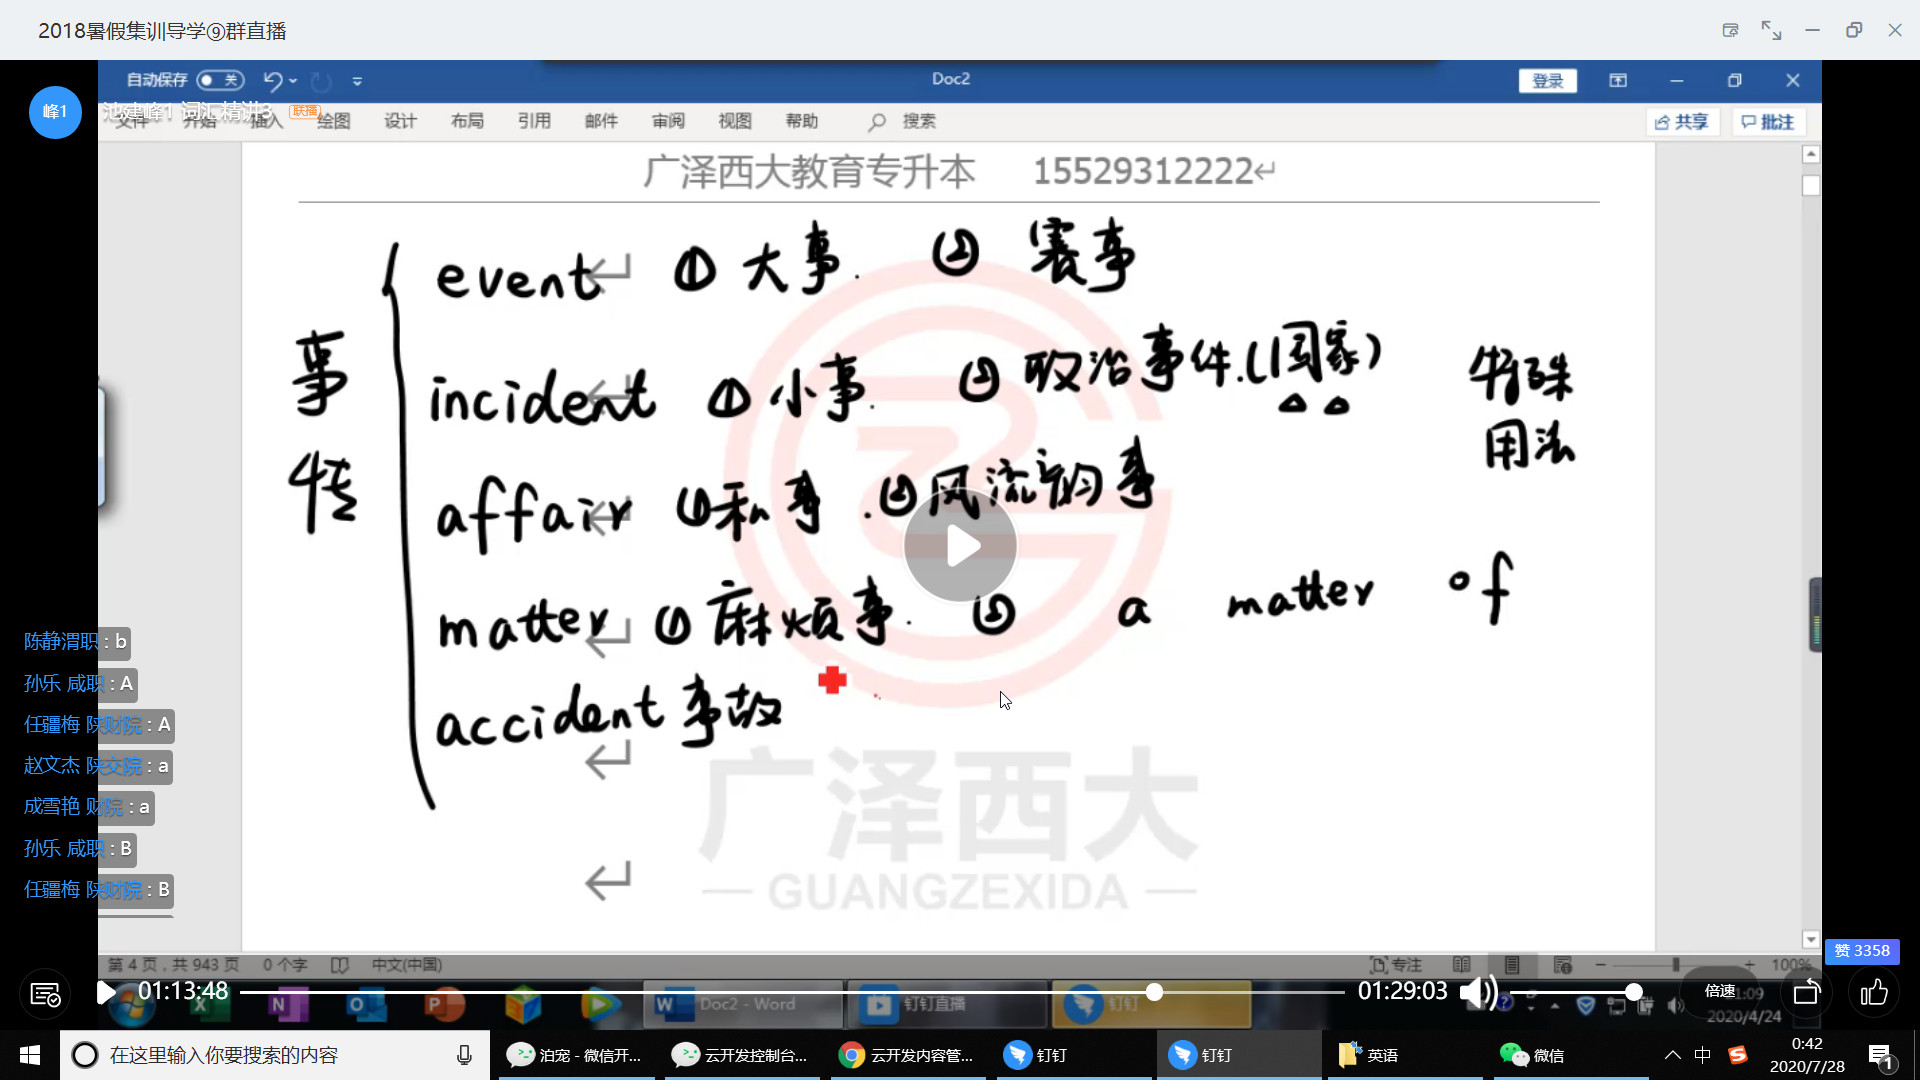 2018暑假集训导学⑨群直播
自动保存 关
Doc2
登录
峰1
池建峰1 词汇精讲3 联播
文件 开始 插入 绘图 设计 布局 引用 邮件 审阅 视图 帮助 搜索
共享 批注
广泽西大教育专升本 15529312222↵
事情
event ① 大事. ② 赛事
incident ① 小事. ② 政治事件.(国家)
特殊用法
affair ①私事. ②风流韵事
matter ① 麻烦事. ② a matter of
accident 事故
广泽西大
— GUANGZEXIDA —
陈静渭职 : b
孙乐 咸职 : A
任疆梅 陕财院 : A
赵文杰 陕交院 : a
成雪艳 财院 : a
孙乐 咸职 : B
任疆梅 陕财院 : B
赞 3358
第 4 页，共 943 页 0 个字 中文(中国) 专注 100%
01:13:48 01:29:03 倍速
Doc2 - Word 钉钉直播 钉钉
2020/4/24
在这里输入你要搜索的内容
泊宠 - 微信开... 云开发控制台... 云开发内容管... 钉钉 钉钉 英语 微信 中
0:42
2020/7/28
1